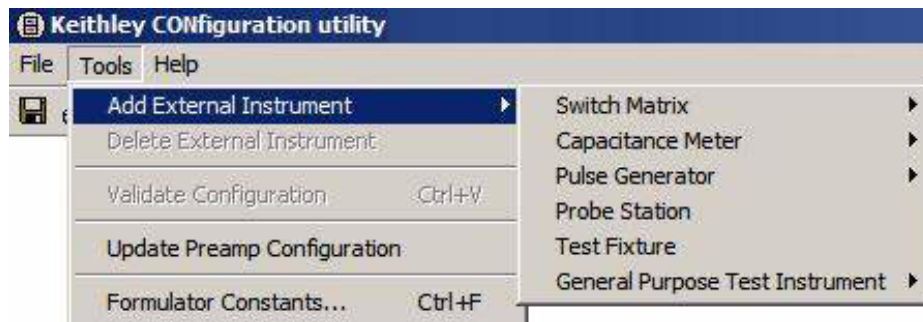 Keithley CONfiguration utility
File Tools Help
Add External Instrument
Delete External Instrument
Validate Configuration Ctrl+V
Update Preamp Configuration
Formulator Constants... Ctrl+F
Switch Matrix
Capacitance Meter
Pulse Generator
Probe Station
Test Fixture
General Purpose Test Instrument